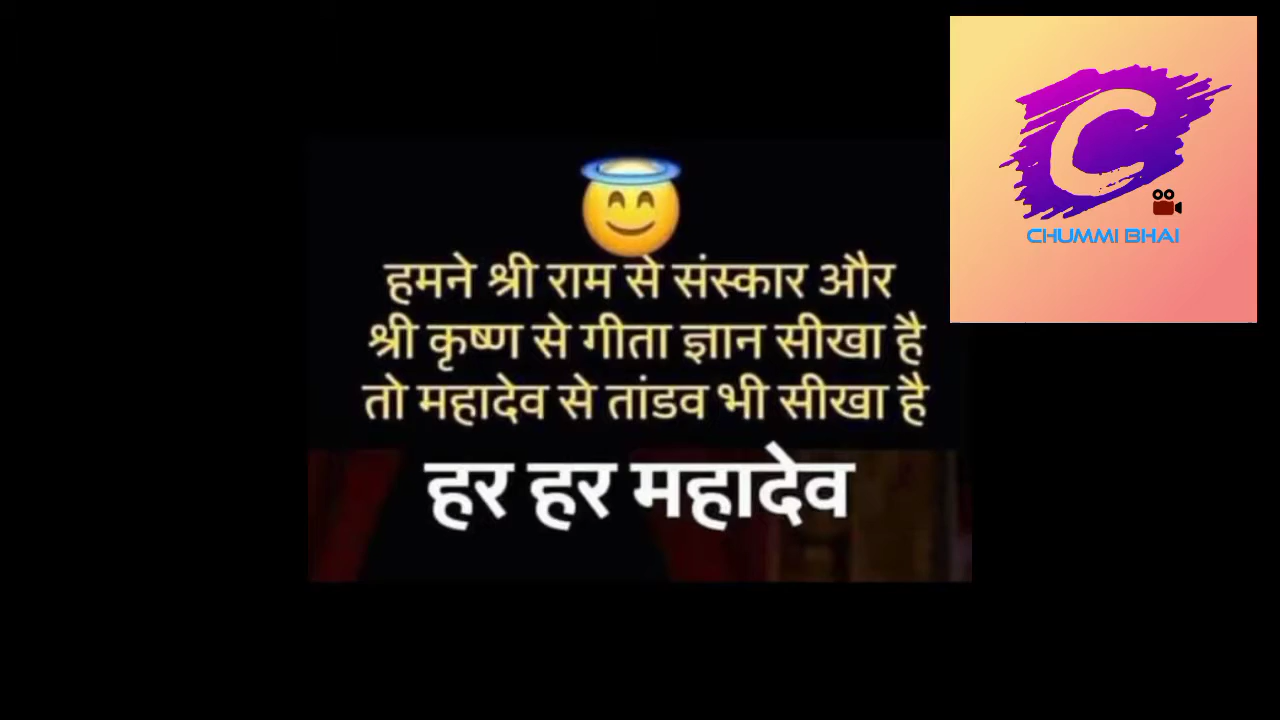 हमने श्री राम से संस्कार और
श्री कृष्ण से गीता ज्ञान सीखा है
तो महादेव से तांडव भी सीखा है
हर हर महादेव
C
CHUMMI BHAI